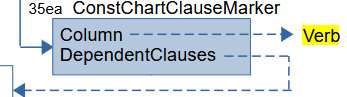 35ea ConstChartClauseMarker
Column Verb
DependentClauses